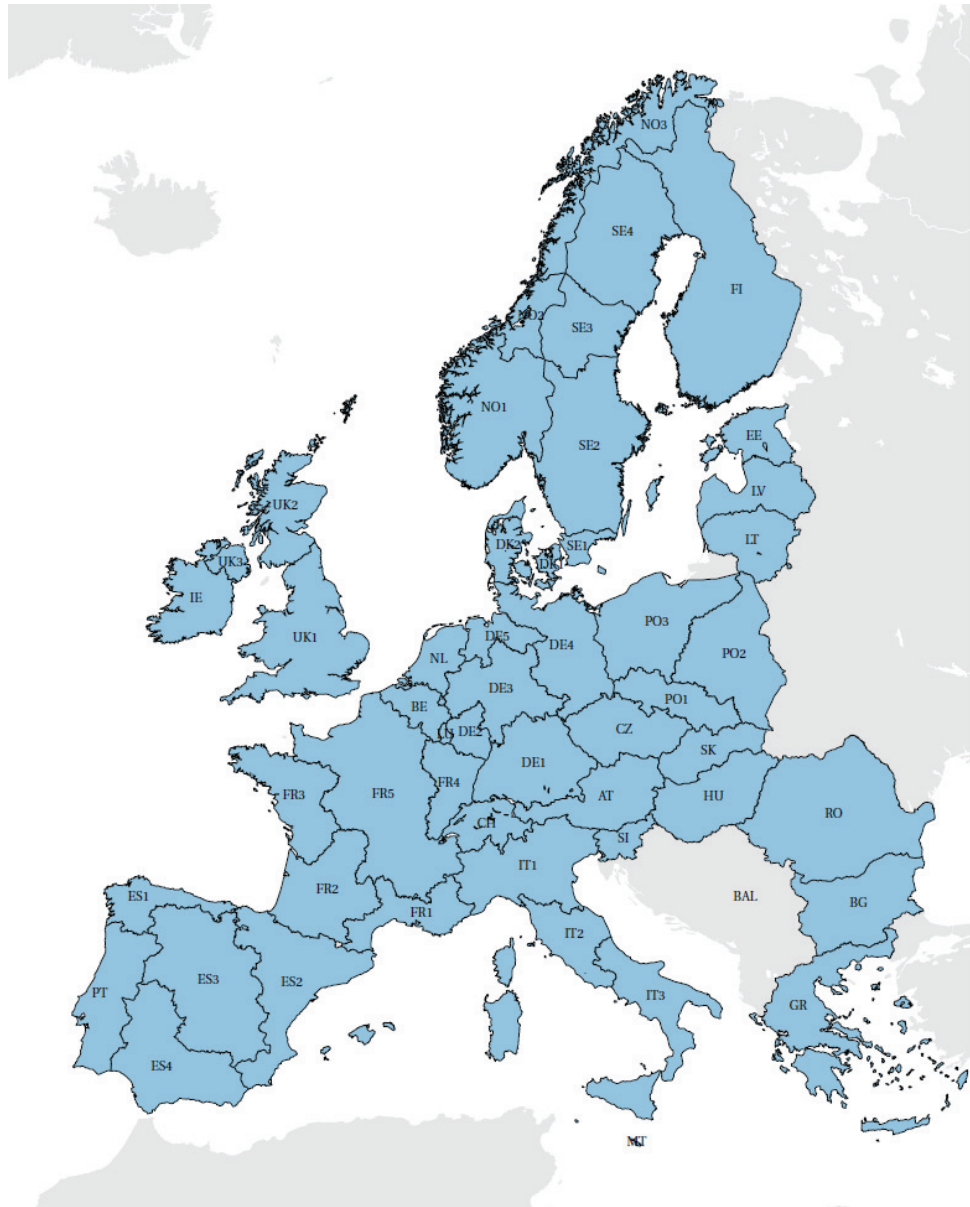 NO3
SE4
FI
NO2
SE3
NO1
SE2
EE
LV
UK2
LT
DK2
SE1
DK1
UK3
IE
PO3
UK1
DE5
DE4
NL
PO2
DE3
PO1
BE
LU
DE2
CZ
SK
DE1
FR4
FR5
FR3
AT
HU
RO
CH
SI
IT1
FR2
ES1
BAL
BG
FR1
IT2
ES3
ES2
PT
IT3
GR
ES4
MT